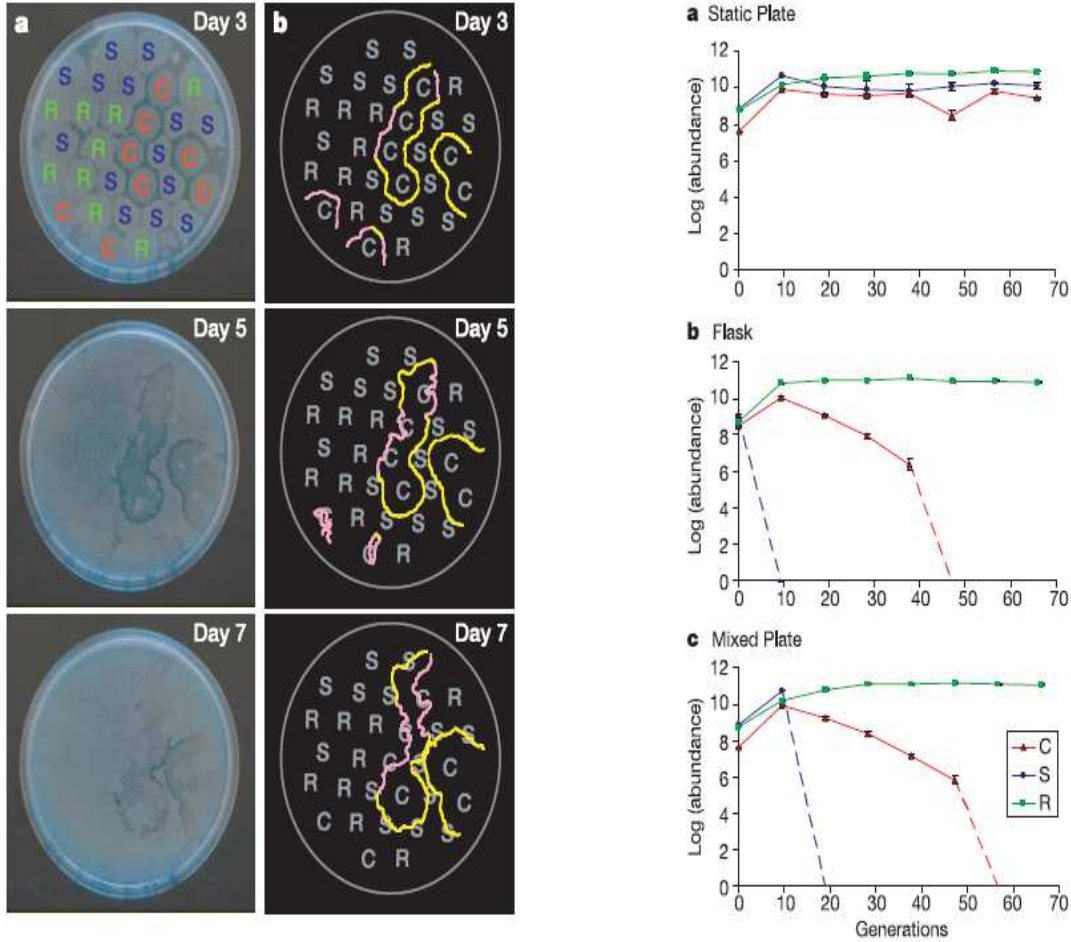 a Day 3
S S
S S S C R
R R R C S S
S R C S C
R R S C S C
C R S S S
C R
Day 5
Day 7
b Day 3
S S
S S S C R
R R R C S S
S R C S C
R R S C S C
C R S S S
C R
Day 5
S S
S S S C R
R R R C S S
S R C S C
R R S C S C
R S S S
C R
Day 7
S S
S S S C R
R R R C S S
S R C S C
R R S C S C
C R S S S
C R
a Static Plate
Log (abundance)
12
10
8
6
4
2
0
0 10 20 30 40 50 60 70
b Flask
Log (abundance)
12
10
8
6
4
2
0
0 10 20 30 40 50 60 70
c Mixed Plate
Log (abundance)
12
10
8
6
4
2
0
C
S
R
0 10 20 30 40 50 60 70
Generations